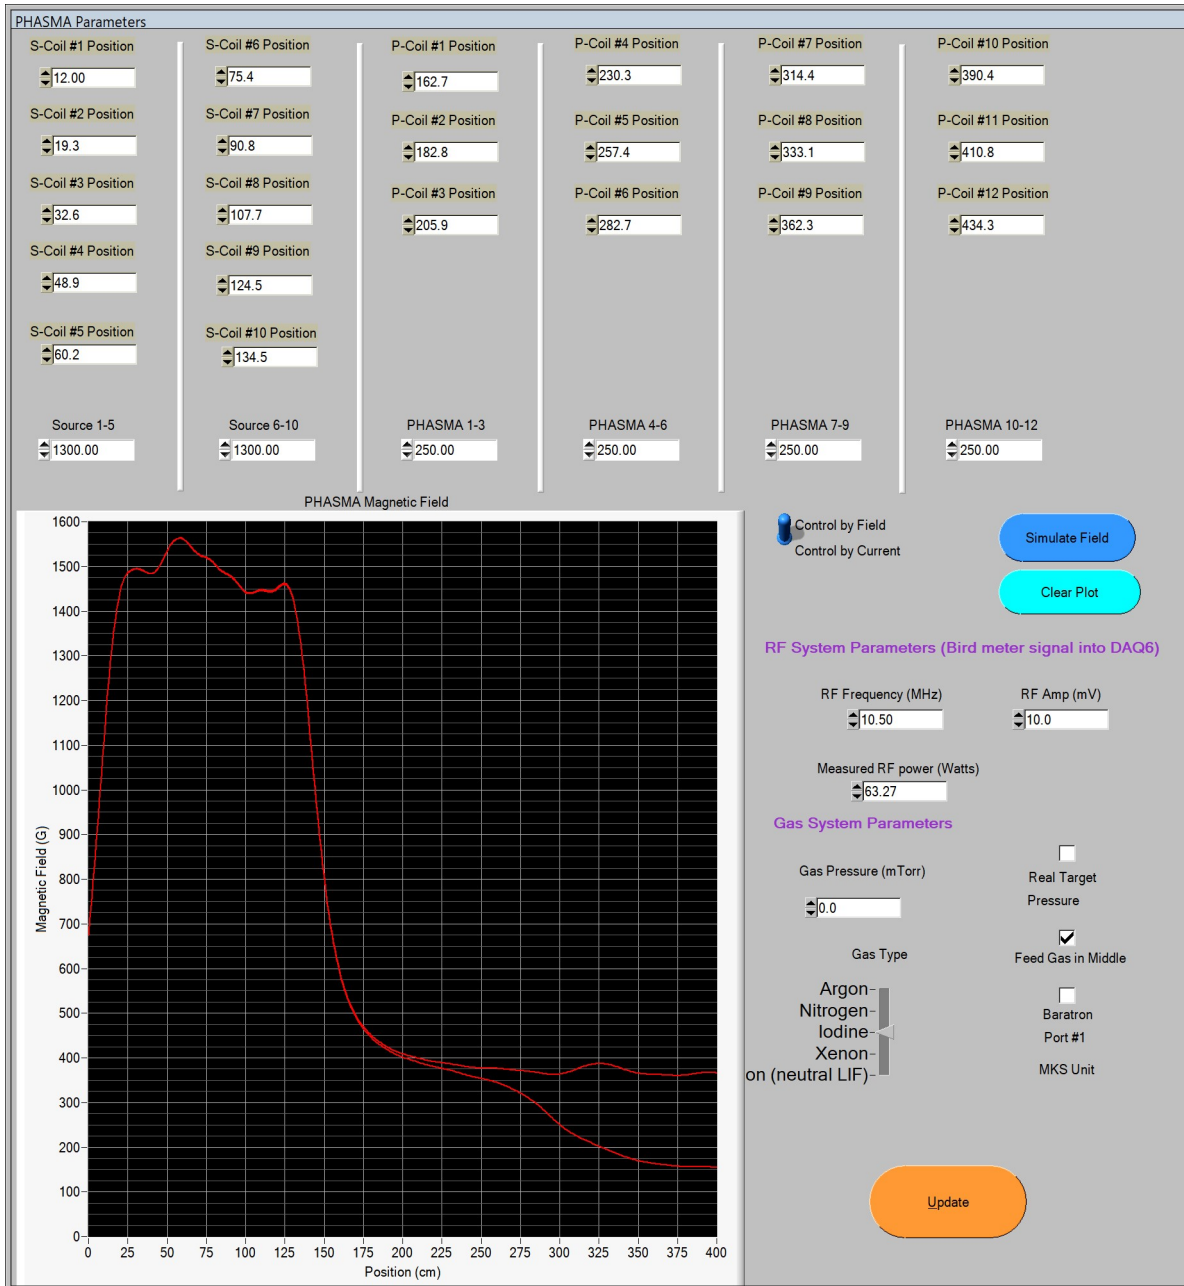 PHASMA Parameters
S-Coil #1 Position
12.00
S-Coil #2 Position
19.3
S-Coil #3 Position
32.6
S-Coil #4 Position
48.9
S-Coil #5 Position
60.2
Source 1-5
1300.00
S-Coil #6 Position
75.4
S-Coil #7 Position
90.8
S-Coil #8 Position
107.7
S-Coil #9 Position
124.5
S-Coil #10 Position
134.5
Source 6-10
1300.00
P-Coil #1 Position
162.7
P-Coil #2 Position
182.8
P-Coil #3 Position
205.9
PHASMA 1-3
250.00
P-Coil #4 Position
230.3
P-Coil #5 Position
257.4
P-Coil #6 Position
282.7
PHASMA 4-6
250.00
P-Coil #7 Position
314.4
P-Coil #8 Position
333.1
P-Coil #9 Position
362.3
PHASMA 7-9
250.00
P-Coil #10 Position
390.4
P-Coil #11 Position
410.8
P-Coil #12 Position
434.3
PHASMA 10-12
250.00
PHASMA Magnetic Field
Magnetic Field (G)
1600
1500
1400
1300
1200
1100
1000
900
800
700
600
500
400
300
200
100
0
0 25 50 75 100 125 150 175 200 225 250 275 300 325 350 375 400
Position (cm)
Control by Field
Control by Current
Simulate Field
Clear Plot
RF System Parameters (Bird meter signal into DAQ6)
RF Frequency (MHz)
10.50
RF Amp (mV)
10.0
Measured RF power (Watts)
63.27
Gas System Parameters
Gas Pressure (mTorr)
0.0
Real Target
Pressure
Feed Gas in Middle
Baratron
Port #1
MKS Unit
Gas Type
Argon
Nitrogen
Iodine
Xenon
on (neutral LIF)
Update